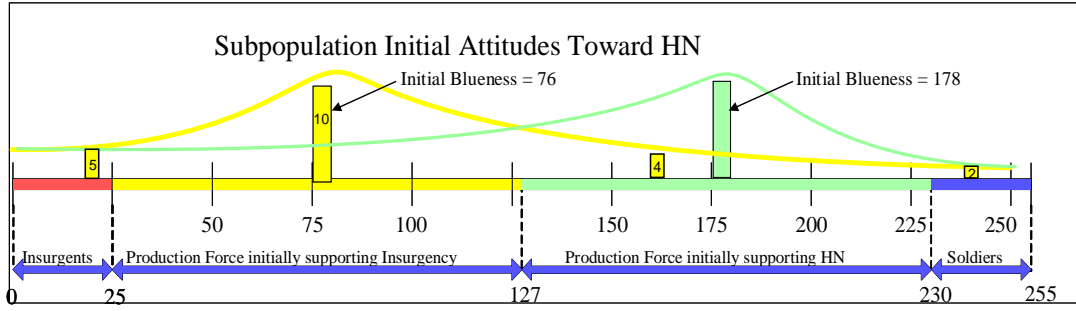 Subpopulation Initial Attitudes Toward HN
Initial Blueness = 76
Initial Blueness = 178
10
5
4
2
50
75
100
150
175
200
225
250
Insurgents
Production Force initially supporting Insurgency
Production Force initially supporting HN
Soldiers
0
25
127
230
255